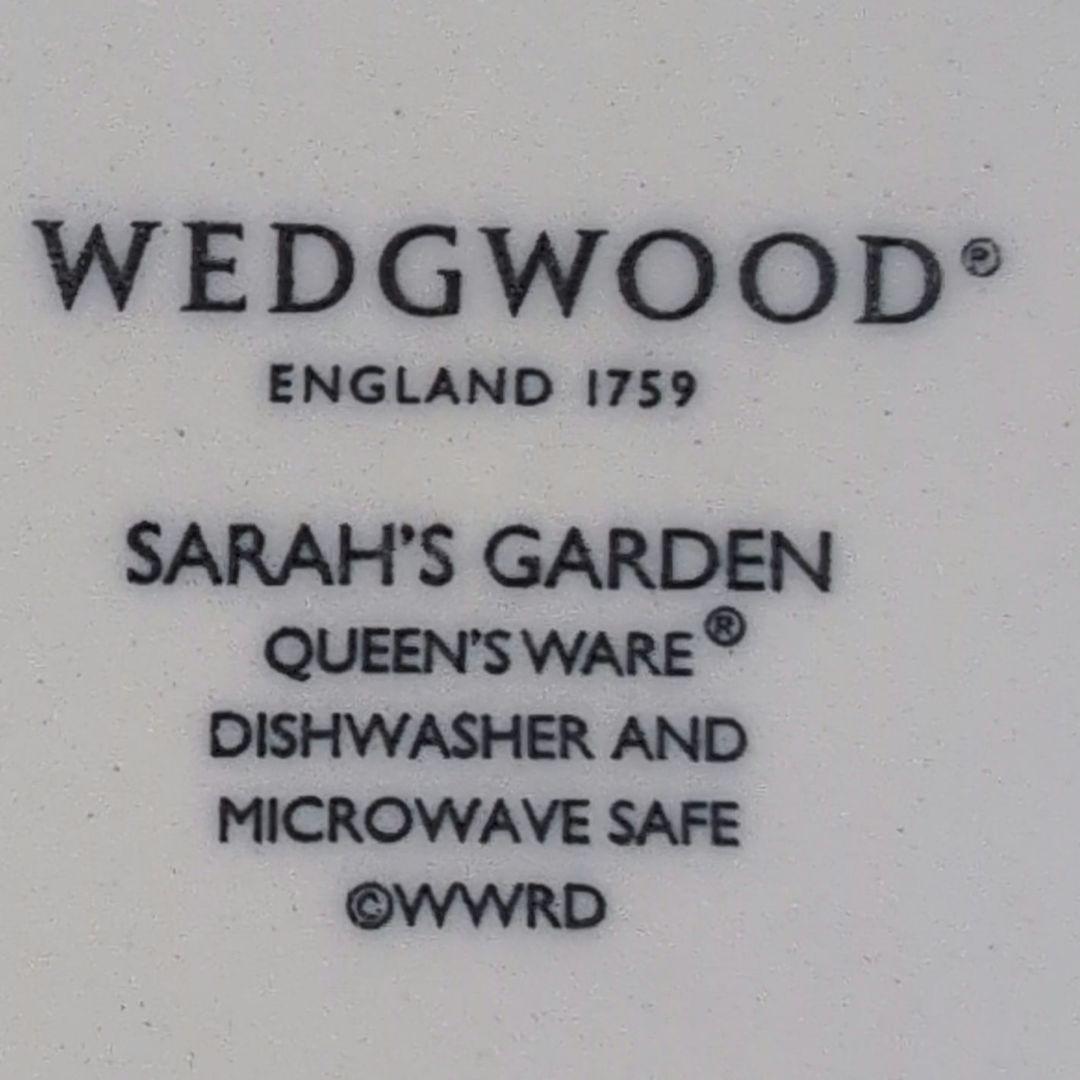 WEDGWOOD®
ENGLAND 1759
SARAH'S GARDEN
QUEEN'S WARE®
DISHWASHER AND
MICROWAVE SAFE
©WWRD